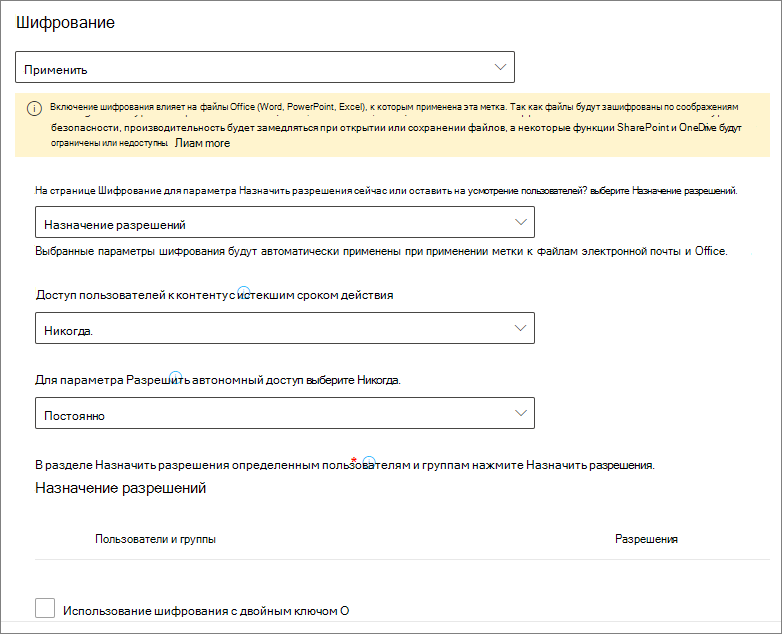 Шифрование
Применить
Включение шифрования влияет на файлы Office (Word, PowerPoint, Excel), к которым применена эта метка. Так как файлы будут зашифрованы по соображениям
безопасности, производительность будет замедляться при открытии или сохранении файлов, а некоторые функции SharePoint и OneDive будут
ограничены или недоступны. Лиам more
На странице Шифрование для параметра Назначить разрешения сейчас или оставить на усмотрение пользователей? выберите Назначение разрешений.
Назначение разрешений
Выбранные параметры шифрования будут автоматически применены при применении метки к файлам электронной почты и Office.
Доступ пользователей к контенту с истекшим сроком действия
Никогда.
Для параметра Разрешить автономный доступ выберите Никогда.
Постоянно
В разделе Назначить разрешения определенным пользователям и группам нажмите Назначить разрешения. *
Назначение разрешений
Пользователи и группы Разрешения
Использование шифрования с двойным ключом О